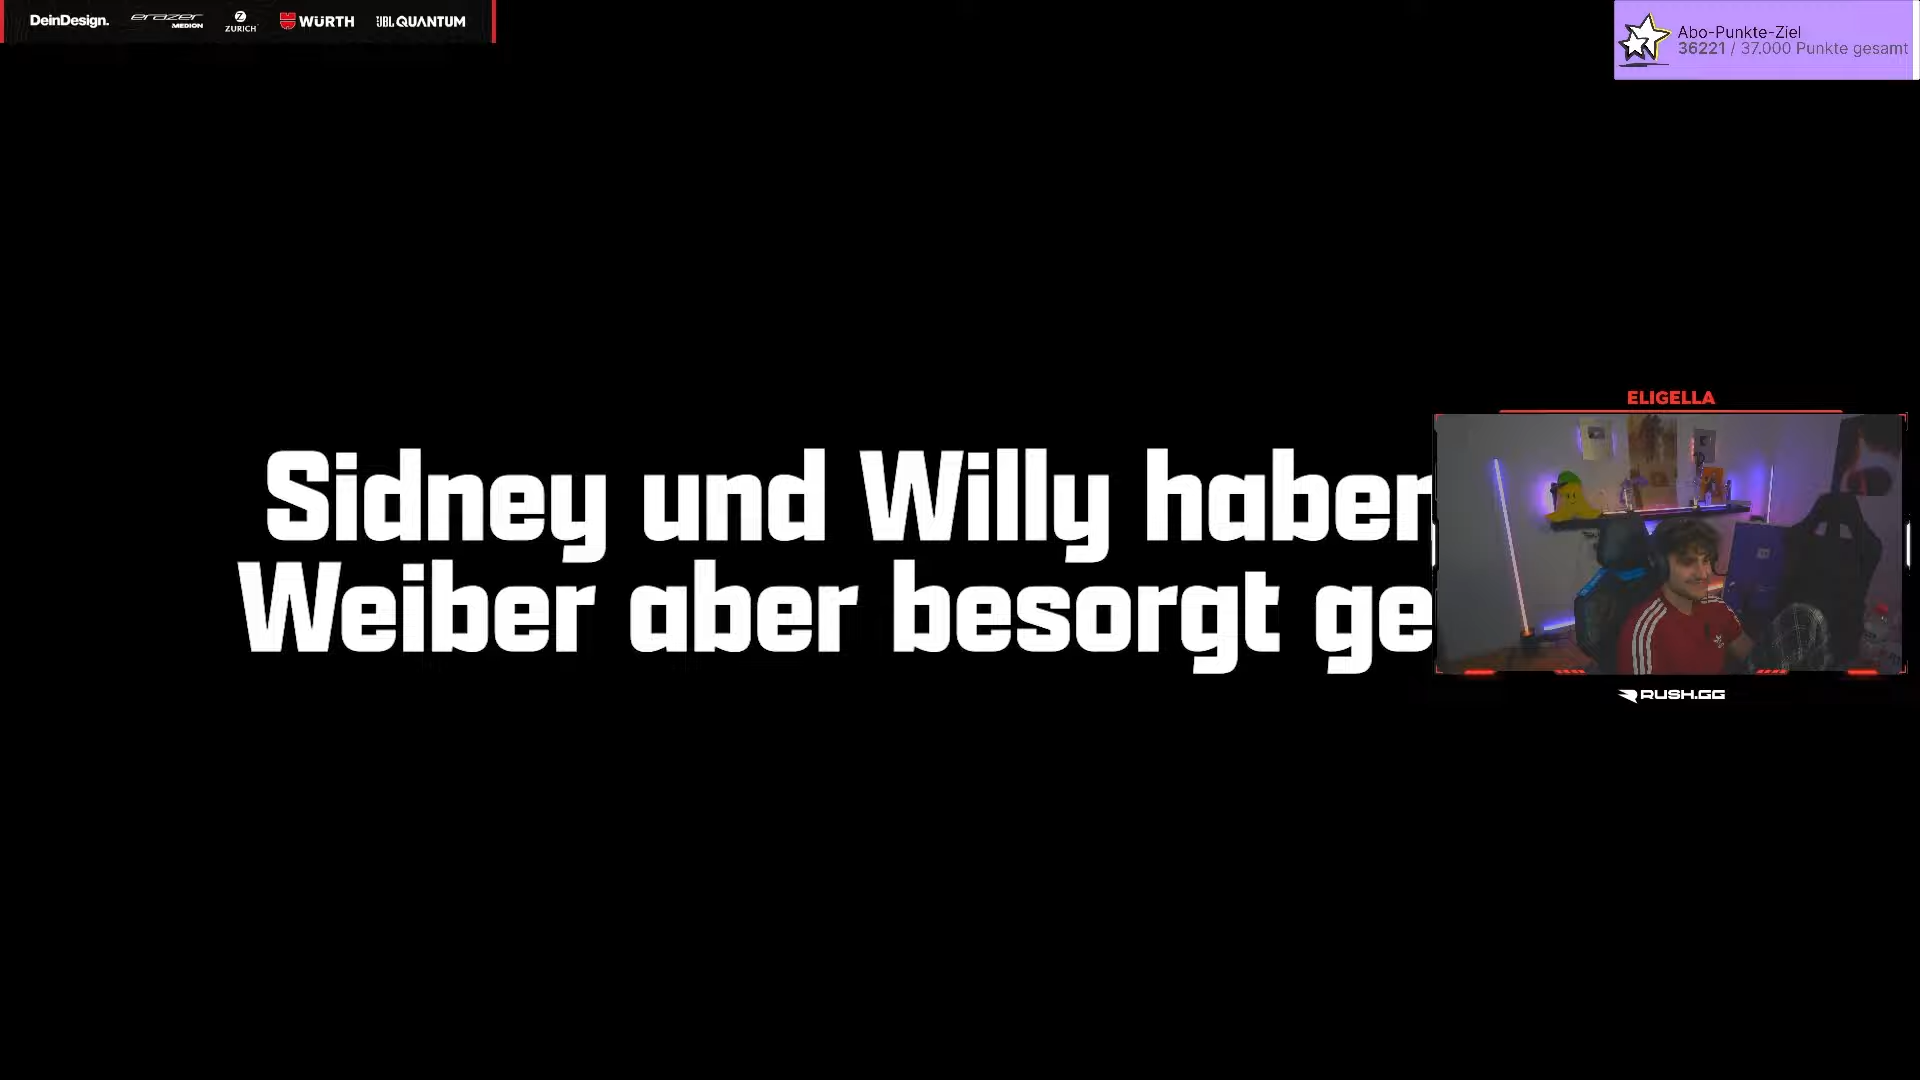 DeinDesign. erazer MEDION ZURICH WÜRTH JBL QUANTUM
Abo-Punkte-Ziel
36221 / 37.000 Punkte gesamt
ELIGELLA
Sidney und Willy haben
Weiber aber besorgt ge
RUSH.GG